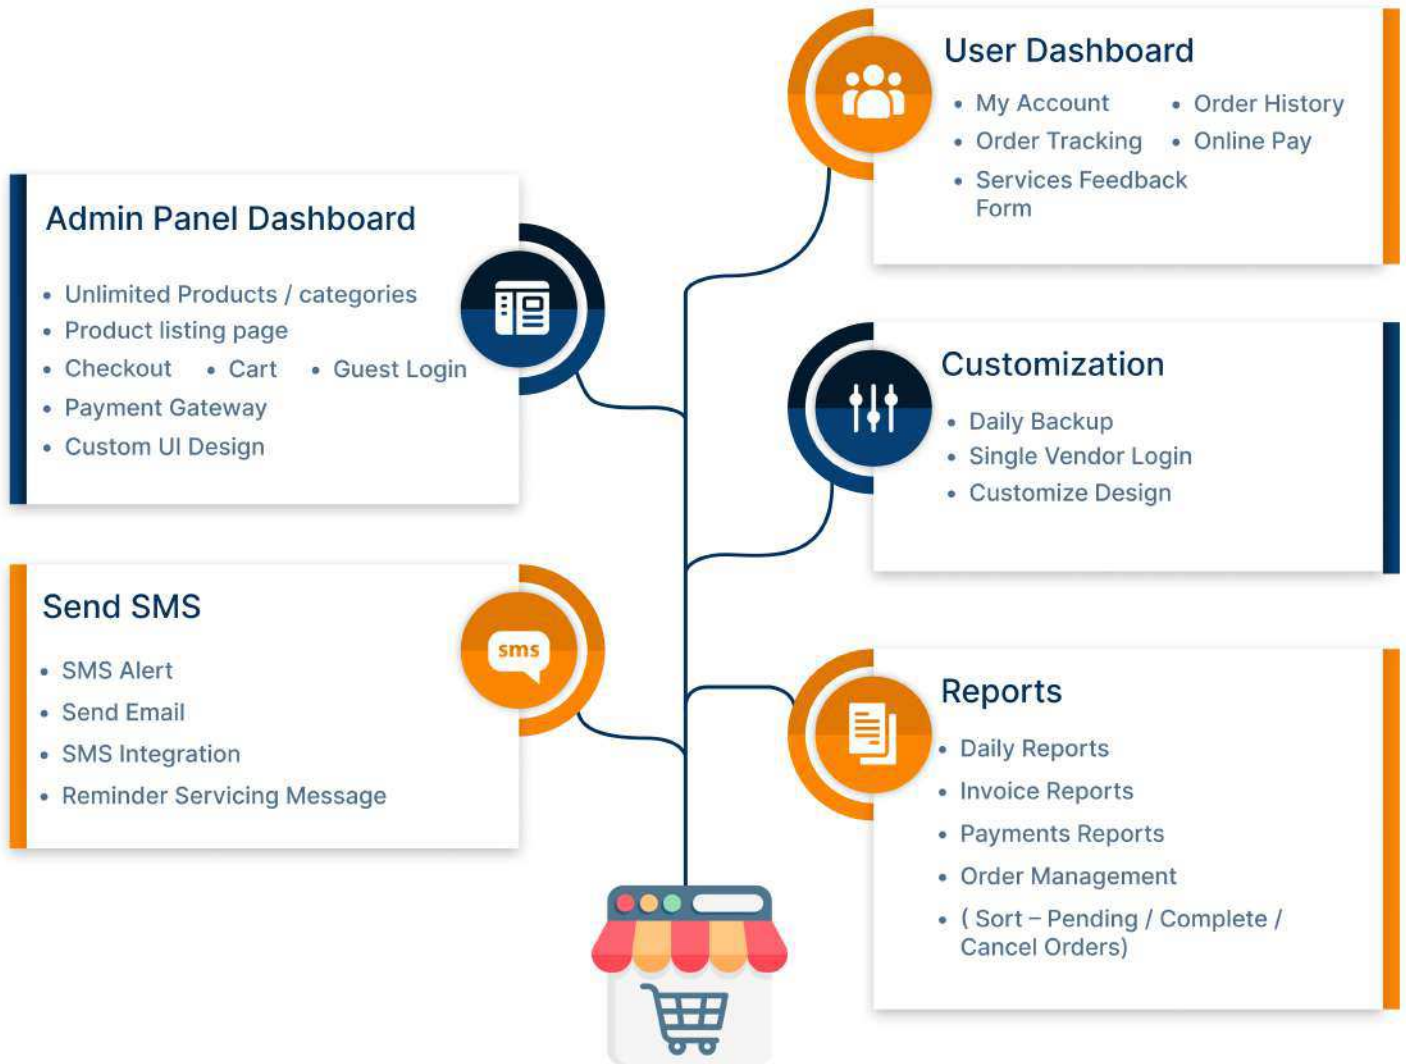 User Dashboard
• My Account • Order History
• Order Tracking • Online Pay
• Services Feedback
Form
Admin Panel Dashboard
• Unlimited Products / categories
• Product listing page
• Checkout • Cart • Guest Login
• Payment Gateway
• Custom UI Design
Customization
• Daily Backup
• Single Vendor Login
• Customize Design
Send SMS
• SMS Alert
• Send Email
• SMS Integration
• Reminder Servicing Message
sms
Reports
• Daily Reports
• Invoice Reports
• Payments Reports
• Order Management
• ( Sort – Pending / Complete /
Cancel Orders)